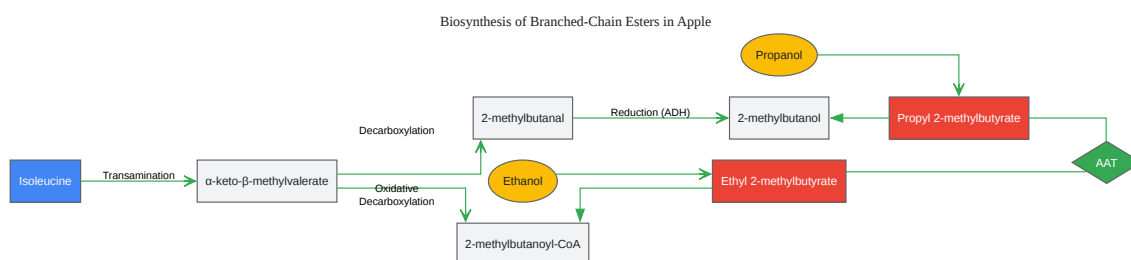 Biosynthesis of Branched-Chain Esters in Apple
Propanol
2-methylbutanal
Reduction (ADH)
2-methylbutanol
Propyl 2-methylbutyrate
Decarboxylation
AAT
Isoleucine
Transamination
α-keto-β-methylvalerate
Ethanol
Ethyl 2-methylbutyrate
Oxidative
Decarboxylation
2-methylbutanoyl-CoA